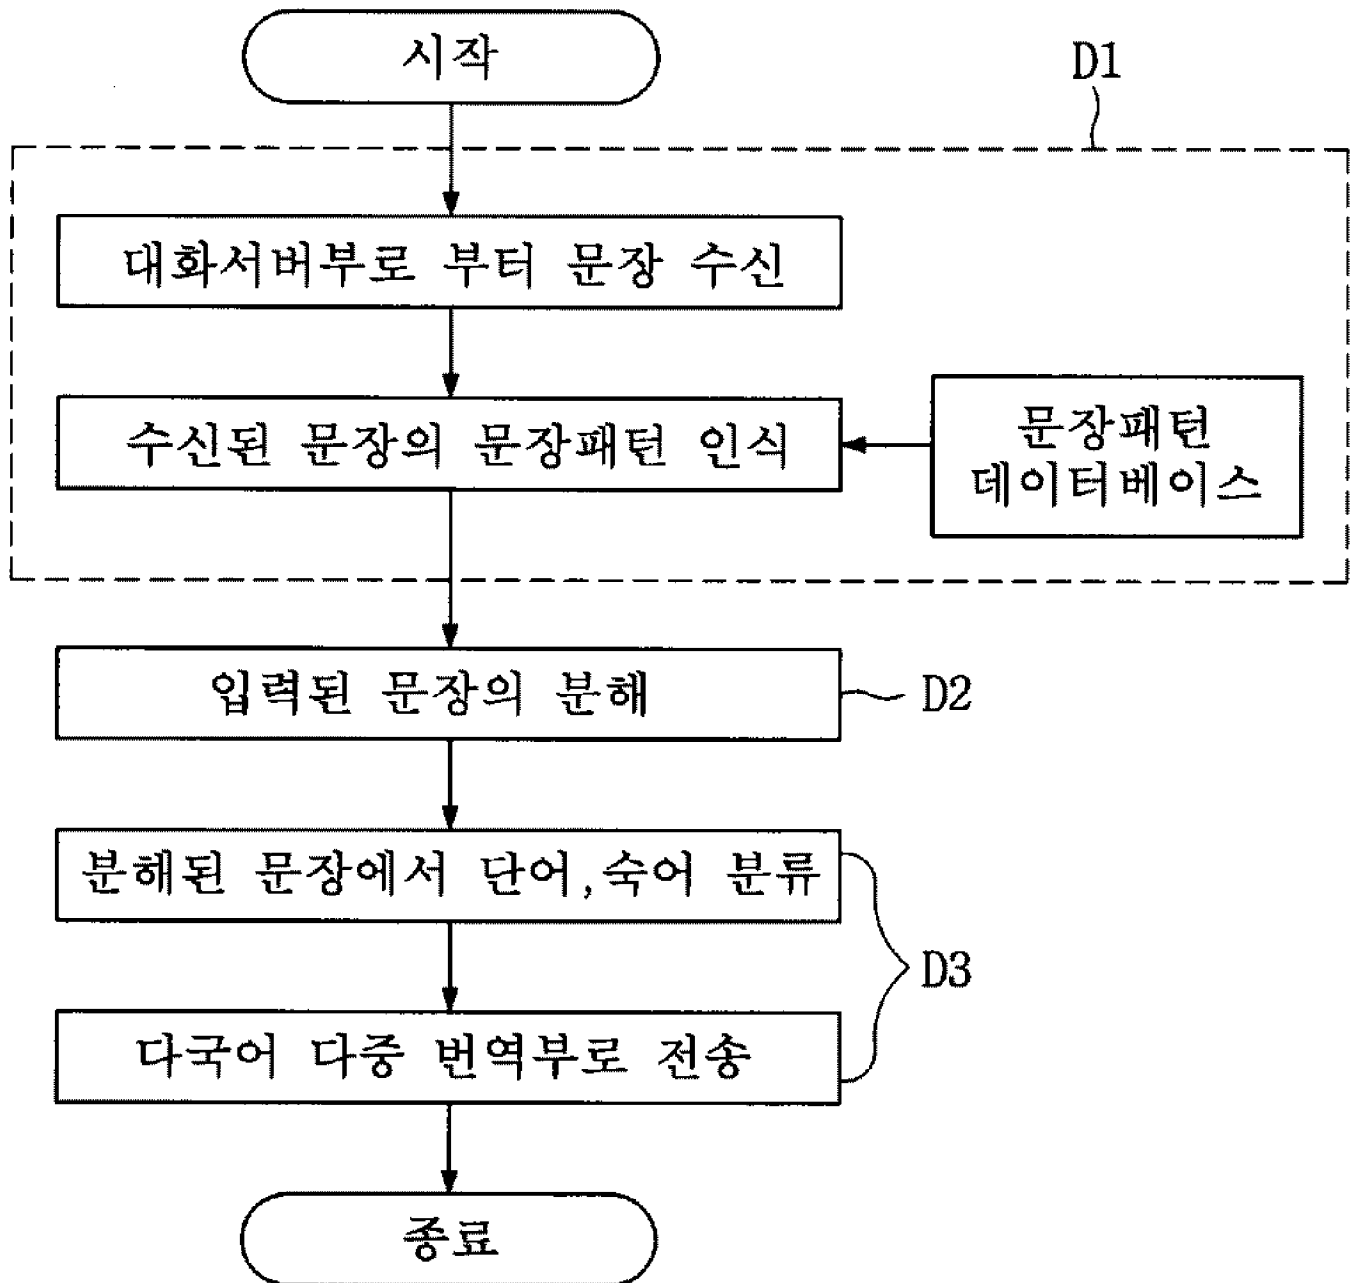 시작
D1
대화서버부로 부터 문장 수신
수신된 문장의 문장패턴 인식
문장패턴
데이터베이스
입력된 문장의 분해
D2
분해된 문장에서 단어,숙어 분류
D3
다국어 다중 번역부로 전송
종료